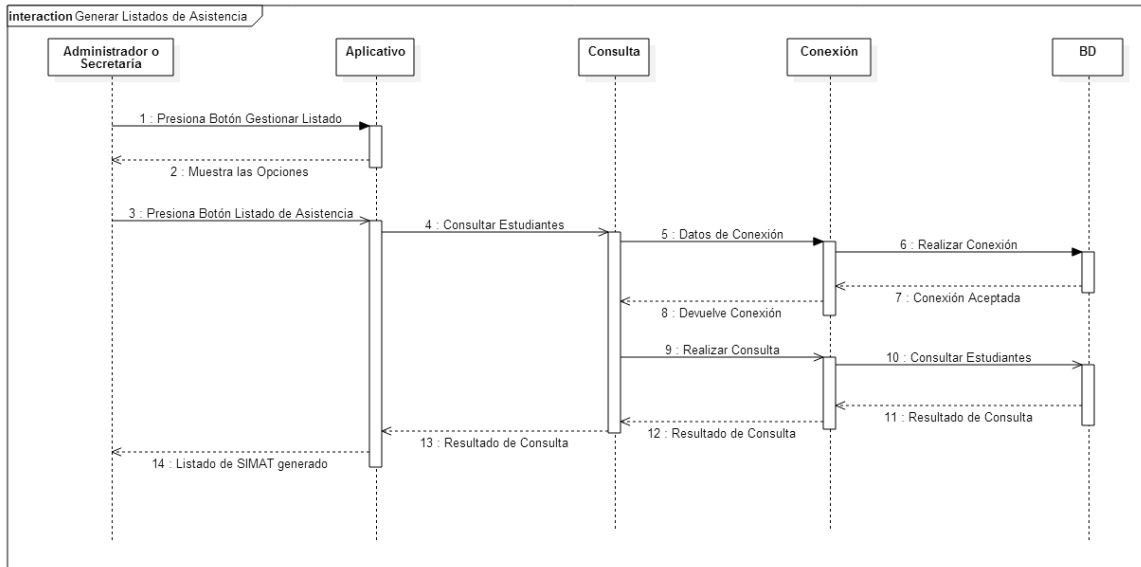 interaction Generar Listados de Asistencia
Administrador o
Secretaría
Aplicativo
Consulta
Conexión
BD
1 : Presiona Botón Gestionar Listado
2 : Muestra las Opciones
3 : Presiona Botón Listado de Asistencia
4 : Consultar Estudiantes
5 : Datos de Conexión
6 : Realizar Conexión
7 : Conexión Aceptada
8 : Devuelve Conexión
9 : Realizar Consulta
10 : Consultar Estudiantes
11 : Resultado de Consulta
12 : Resultado de Consulta
13 : Resultado de Consulta
14 : Listado de SIMAT generado